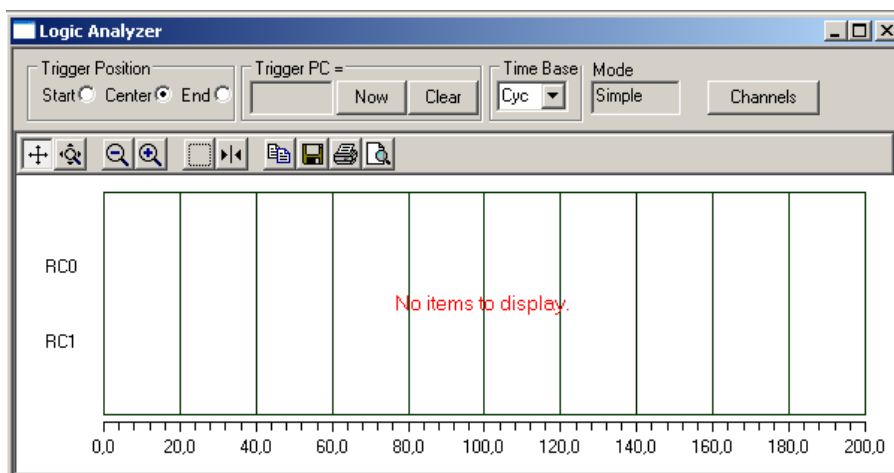 Logic Analyzer
Trigger Position
Start Center End
Trigger PC =
Now Clear
Time Base
Cyc
Mode
Simple
Channels
RC0
No items to display.
RC1
0,0 20,0 40,0 60,0 80,0 100,0 120,0 140,0 160,0 180,0 200,0